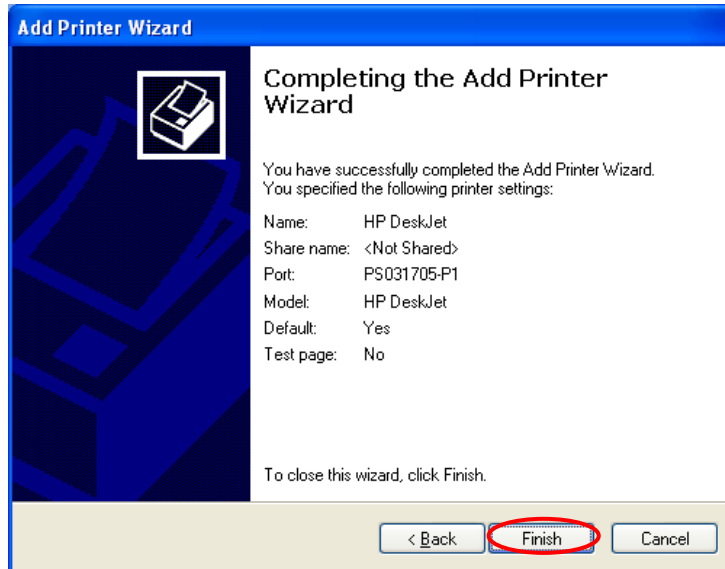 Add Printer Wizard
Completing the Add Printer
Wizard
You have successfully completed the Add Printer Wizard.
You specified the following printer settings:
Name: HP DeskJet
Share name: <Not Shared>
Port: PS031705-P1
Model: HP DeskJet
Default: Yes
Test page: No
To close this wizard, click Finish.
< Back Finish Cancel